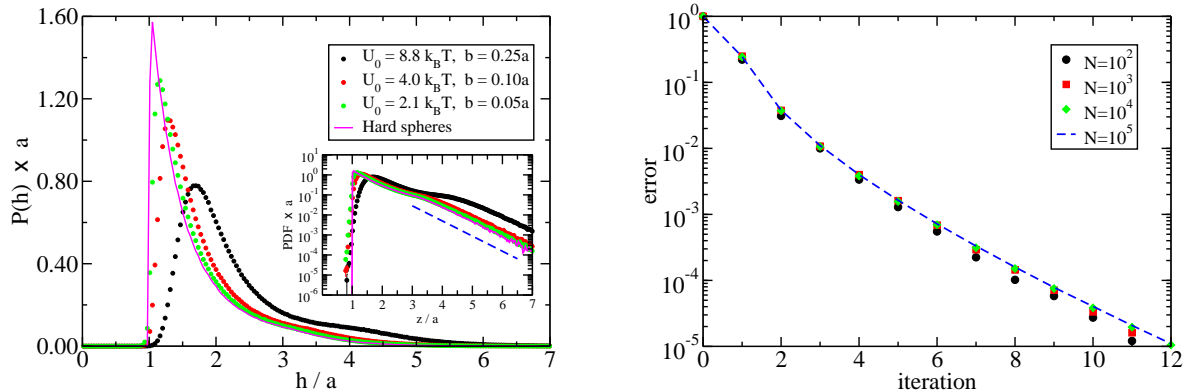 1.60
1.20
0.80
0.40
0.00
P(h) x a
0 1 2 3 4 5 6 7
h / a
U0 = 8.8 kBT, b = 0.25a
U0 = 4.0 kBT, b = 0.10a
U0 = 2.1 kBT, b = 0.05a
Hard spheres
10^1
10^0
10^-1
10^-2
10^-3
10^-4
10^-5
10^-6
PDF x a
0 1 2 3 4 5 6 7
z / a
10^0
10^-1
10^-2
10^-3
10^-4
10^-5
error
0 2 4 6 8 10 12
iteration
N=10^2
N=10^3
N=10^4
N=10^5